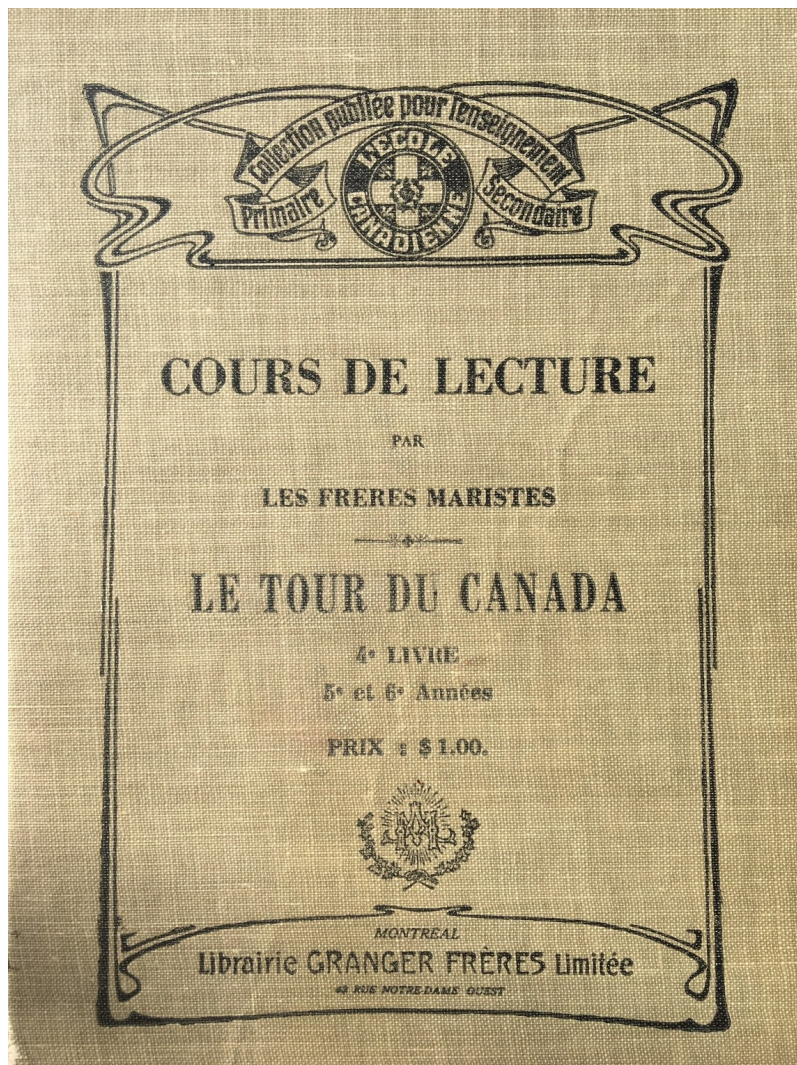 Collection publiée pour l'enseignement
Primaire
L'ECOLE CANADIENNE
Secondaire
COURS DE LECTURE
PAR
LES FRERES MARISTES
LE TOUR DU CANADA
4e LIVRE
5e et 6e Années
PRIX : $1.00.
MONTREAL
Librairie GRANGER FRÈRES Limitée
RUE NOTRE-DAME OUEST